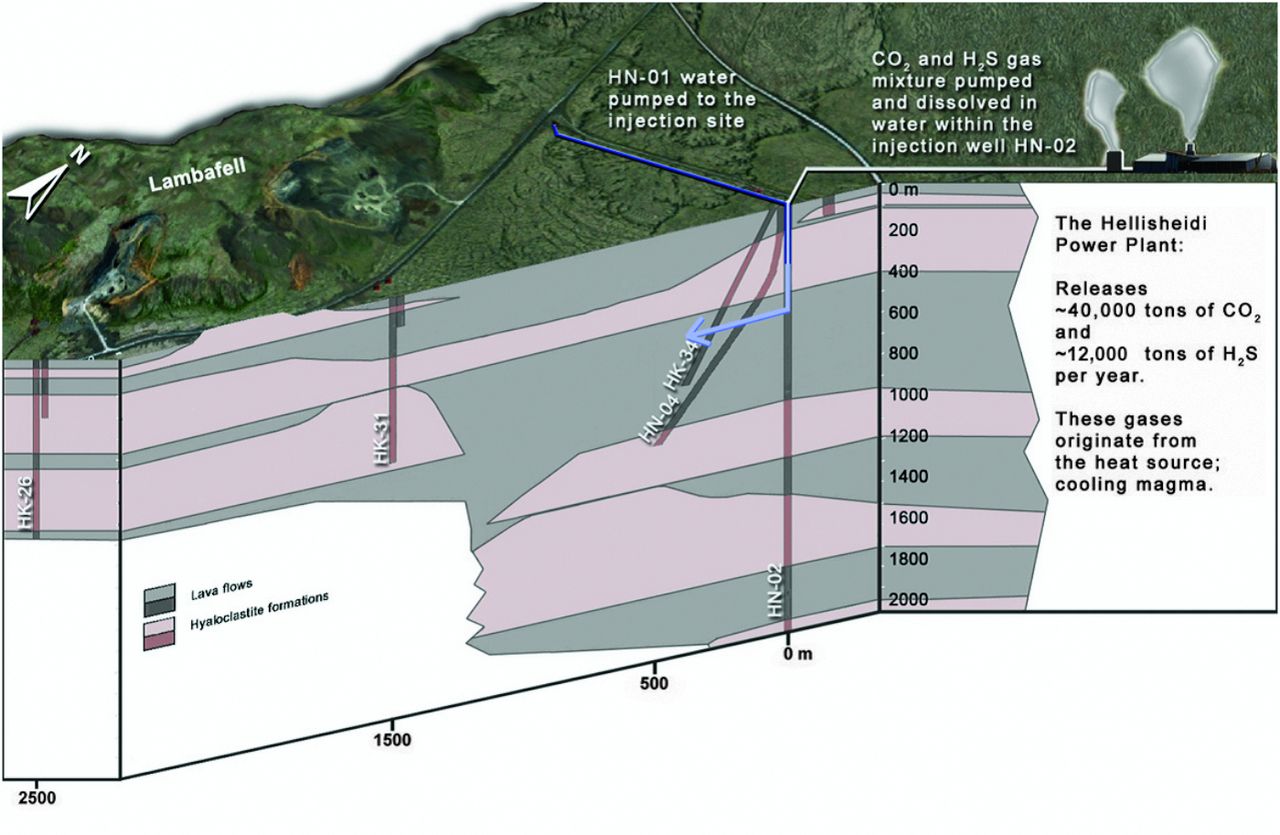 N
Lambafell
HN-01 water
pumped to the
injection site
CO₂ and H₂S gas
mixture pumped
and dissolved in
water within the
injection well HN-02
0 m
200
400
600
800
1000
1200
1400
1600
1800
2000
The Hellisheidi
Power Plant:
Releases
~40,000 tons of CO₂
and
~12,000 tons of H₂S
per year.
These gases
originate from
the heat source;
cooling magma.
HK-34
HN-04
HK-31
HK-26
HN-02
Lava flows
Hyaloclastite formations
0 m
500
1500
2500